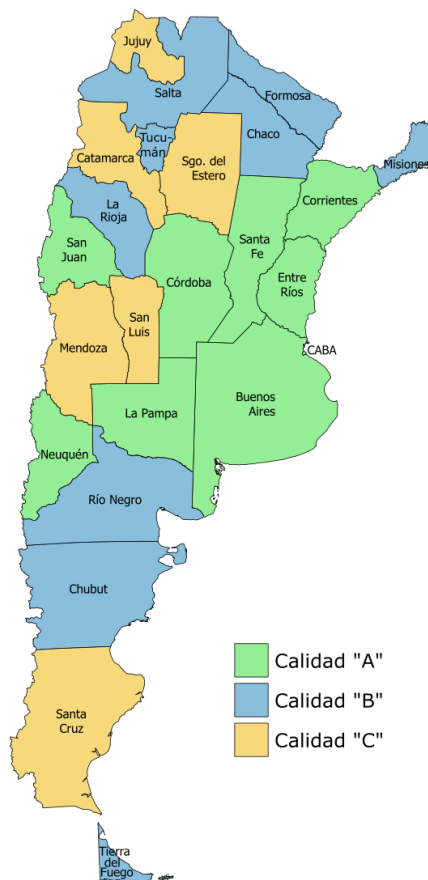 Jujuy
Salta
Formosa
Chaco
Tucu-
mán
Misiones
Catamarca
Sgo. del
Estero
Corrientes
La
Rioja
San
Juan
Santa
Fe
Córdoba
Entre
Ríos
San
Luis
Mendoza
CABA
Buenos
Aires
La Pampa
Neuquén
Río Negro
Chubut
Calidad "A"
Calidad "B"
Calidad "C"
Santa
Cruz
Tierra
del
Fuego